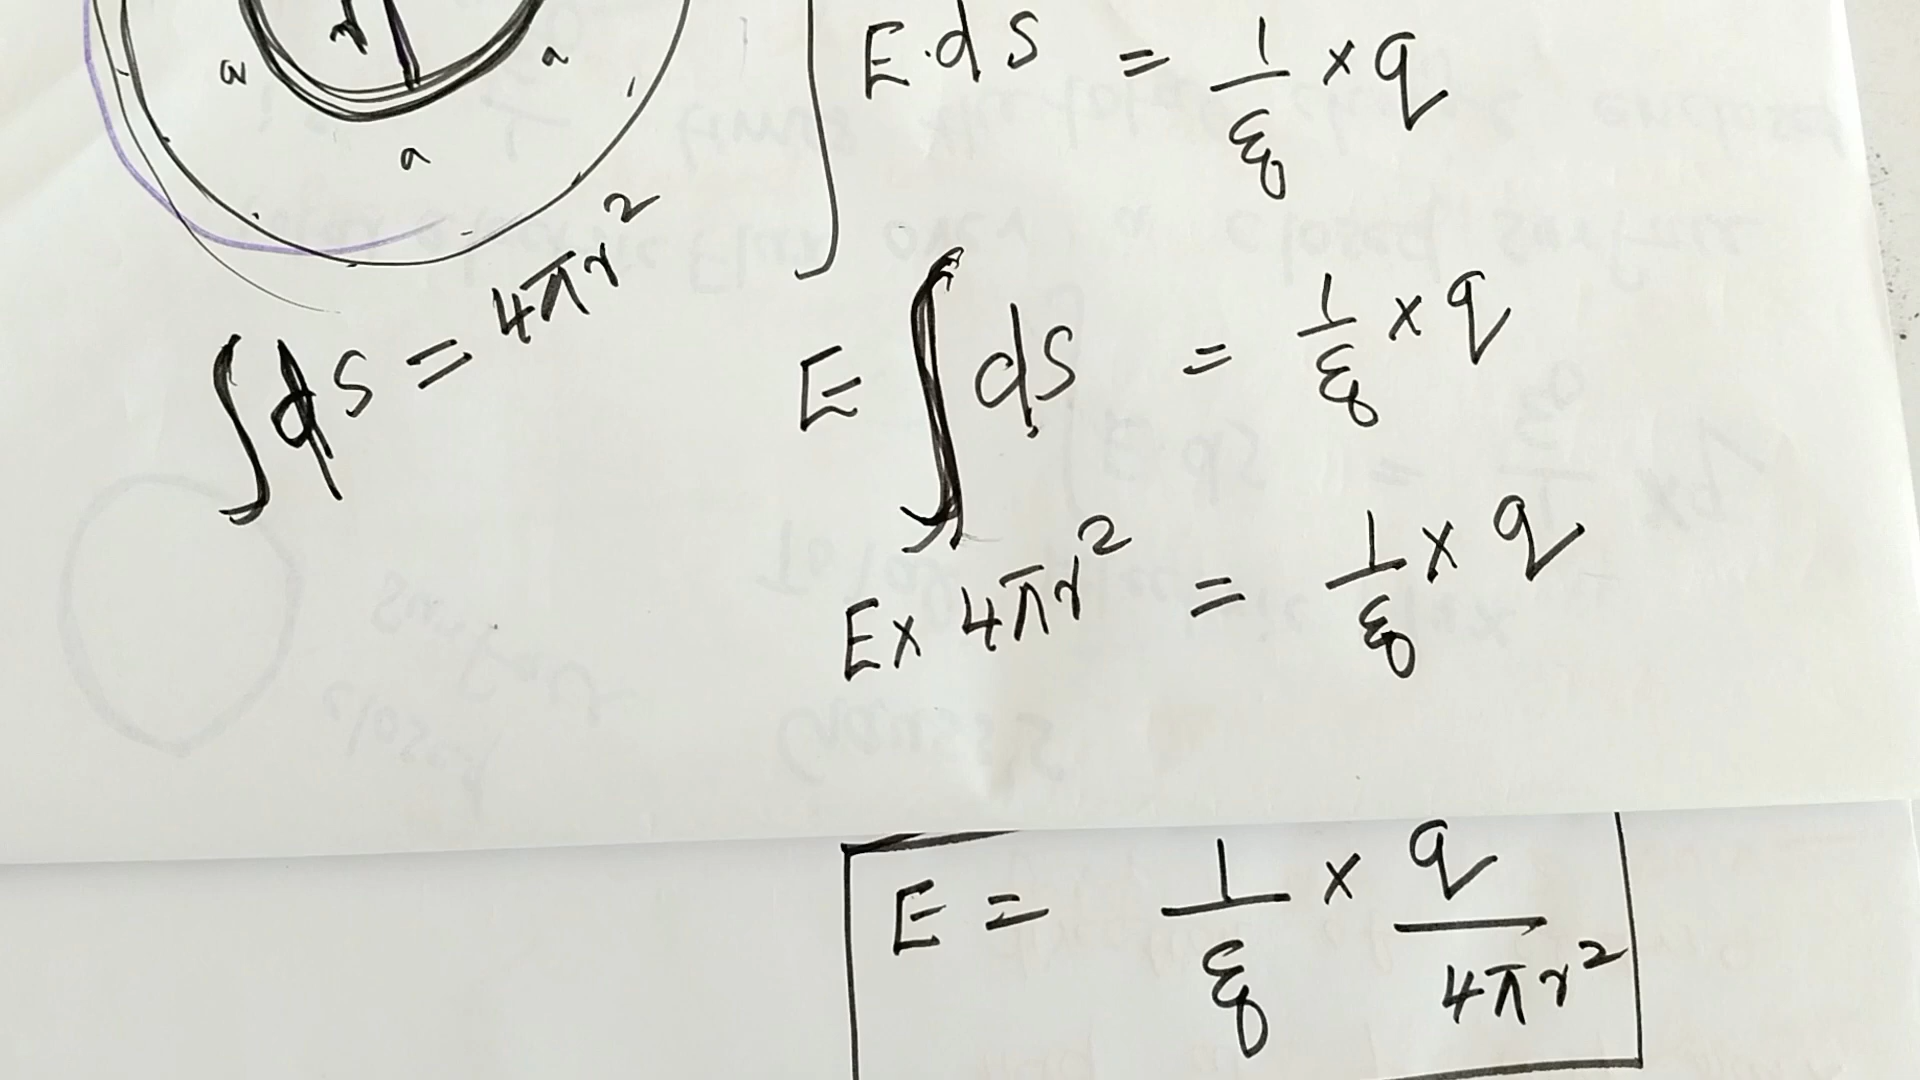 r
a a
a
∫ E.ds = 1/ε0 × q
∫ds = 4πr²
E ∫ ds = 1/ε0 × q
E × 4πr² = 1/ε0 × q
E = 1/ε0 × q/4πr²